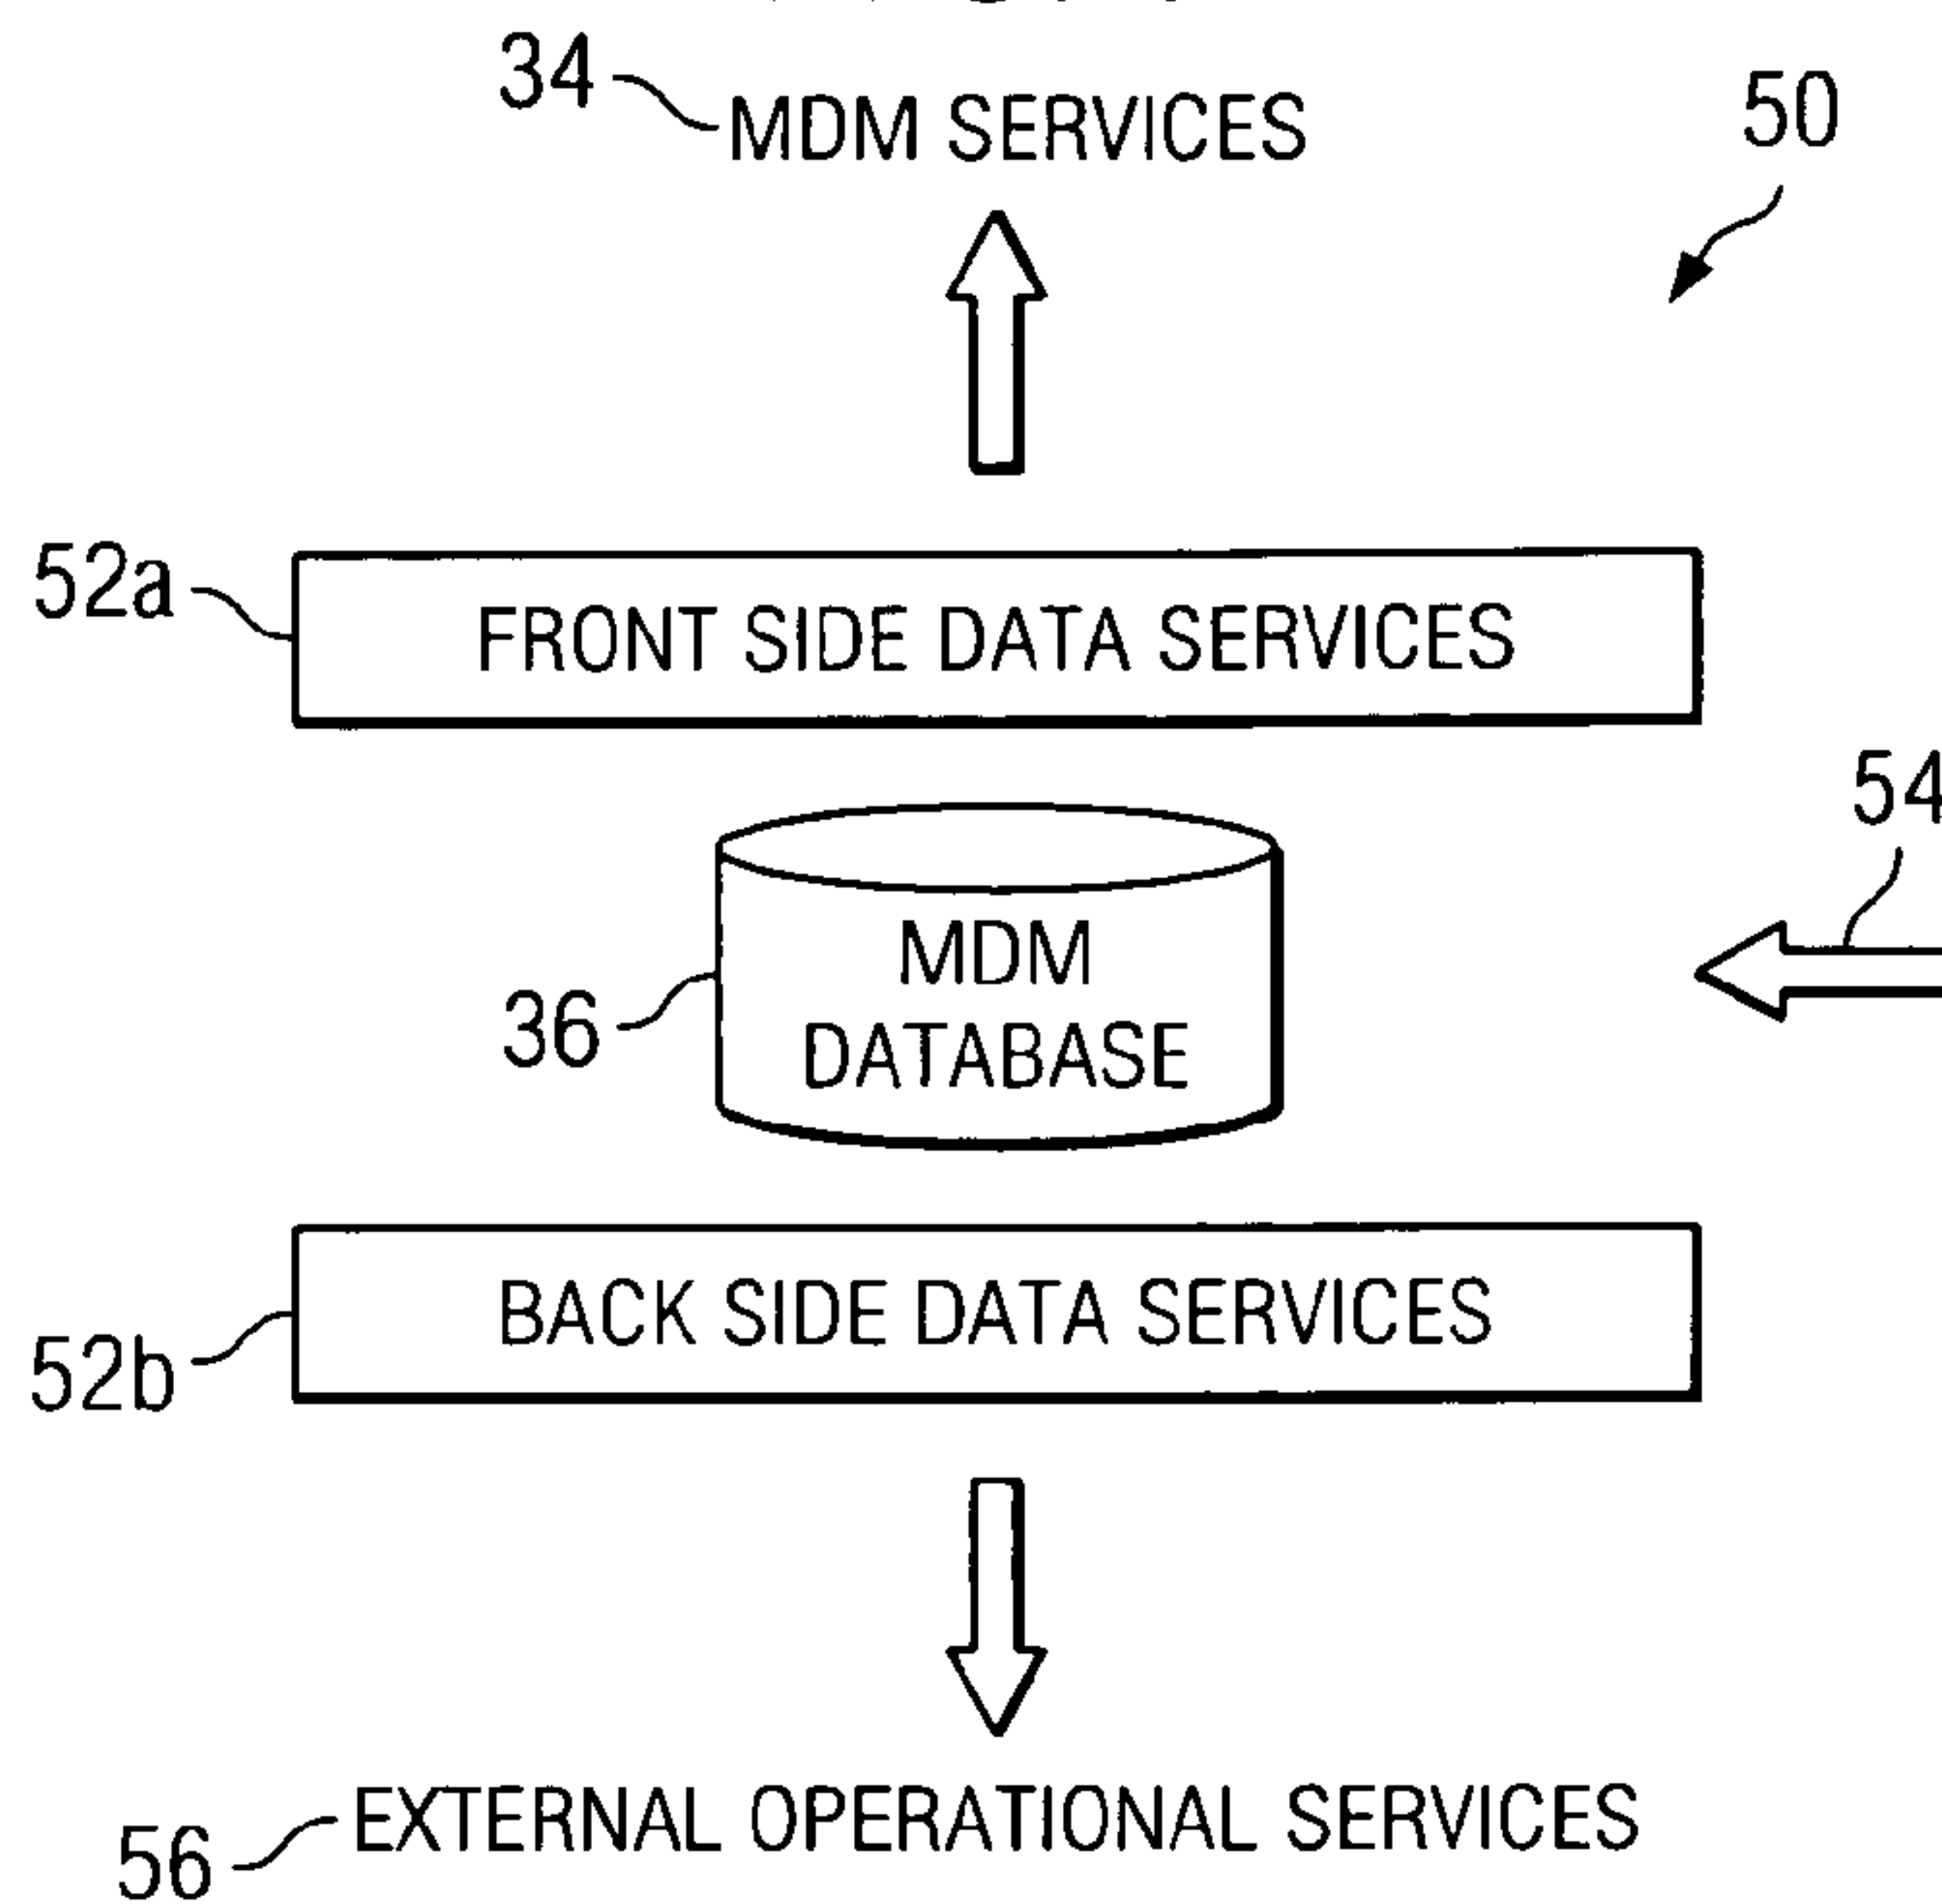 34
MDM SERVICES
50
52a
FRONT SIDE DATA SERVICES
54
MDM
DATABASE
36
BACK SIDE DATA SERVICES
52b
EXTERNAL OPERATIONAL SERVICES
56